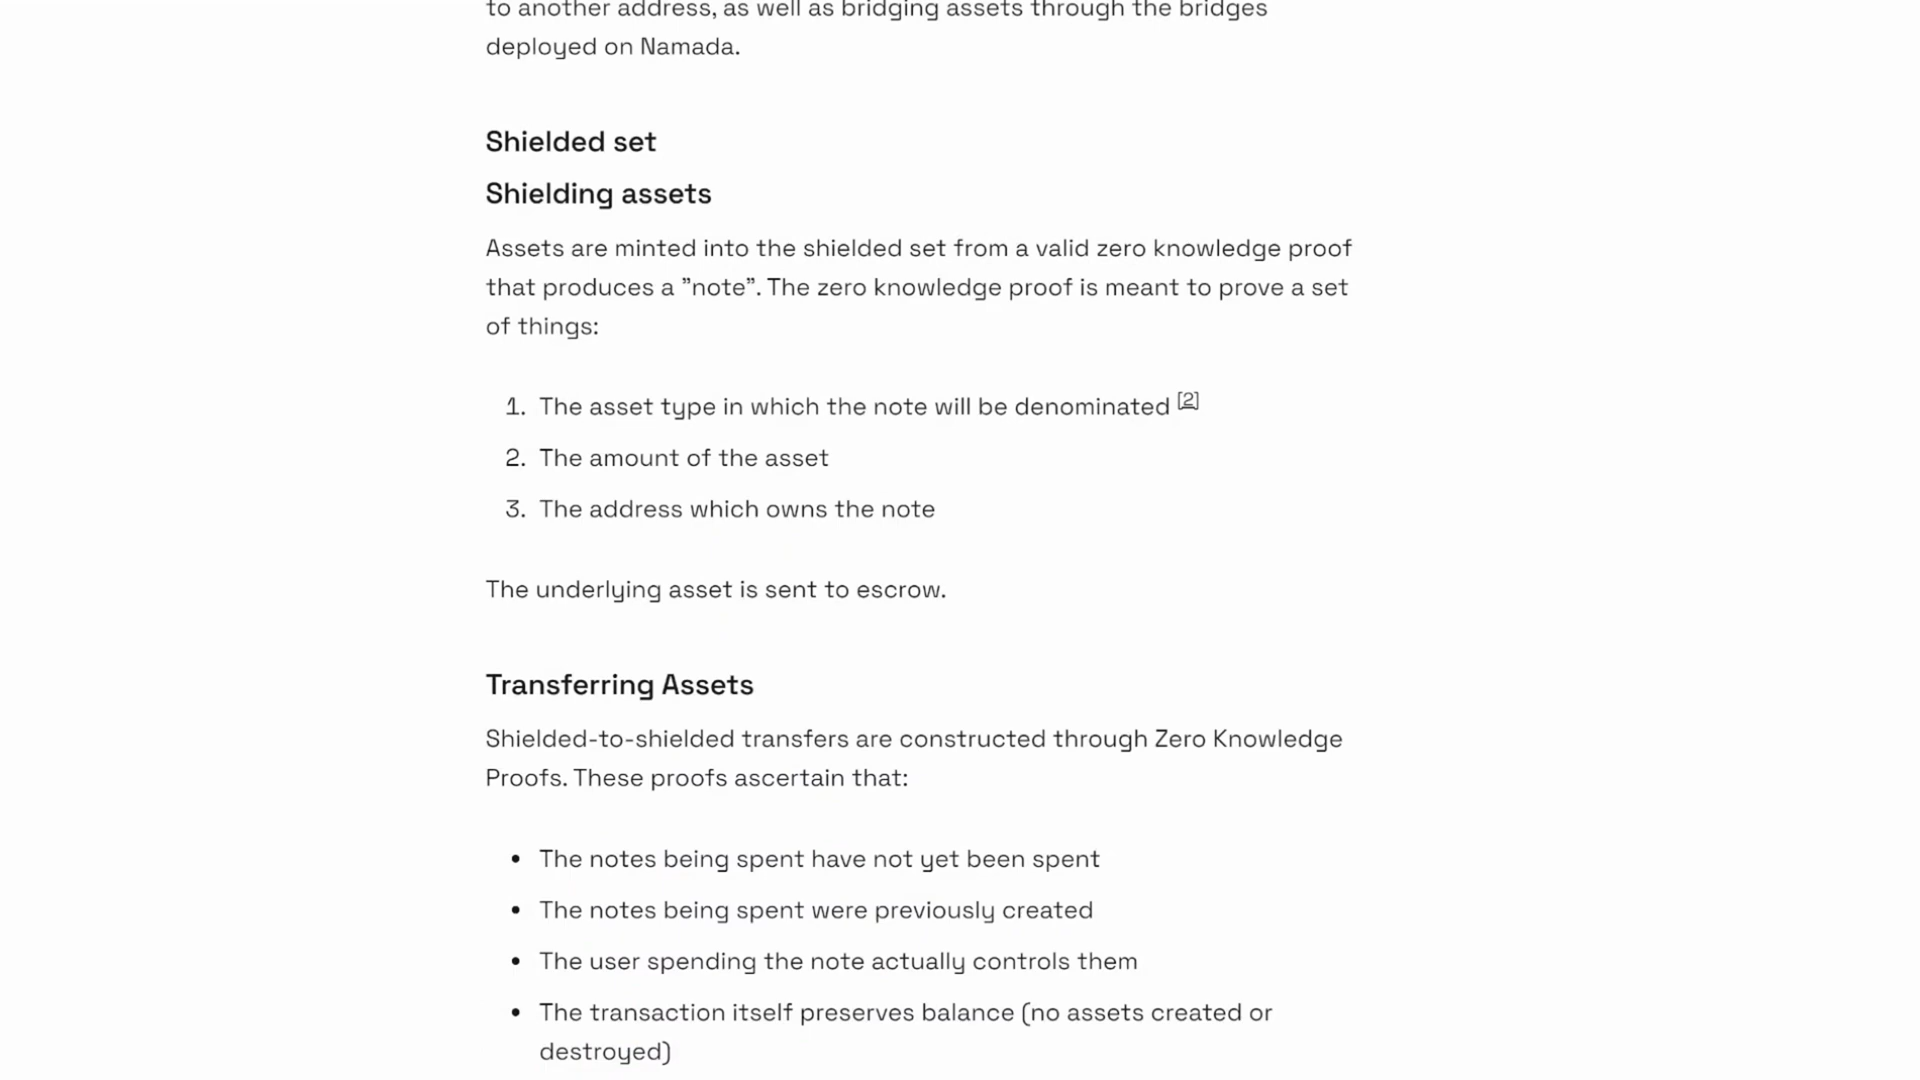 to another address, as well as bridging assets through the bridges
deployed on Namada.
Shielded set
Shielding assets
Assets are minted into the shielded set from a valid zero knowledge proof
that produces a ”note”. The zero knowledge proof is meant to prove a set
of things:
1. The asset type in which the note will be denominated [2]
2. The amount of the asset
3. The address which owns the note
The underlying asset is sent to escrow.
Transferring Assets
Shielded-to-shielded transfers are constructed through Zero Knowledge
Proofs. These proofs ascertain that:
• The notes being spent have not yet been spent
• The notes being spent were previously created
• The user spending the note actually controls them
• The transaction itself preserves balance (no assets created or
destroyed)